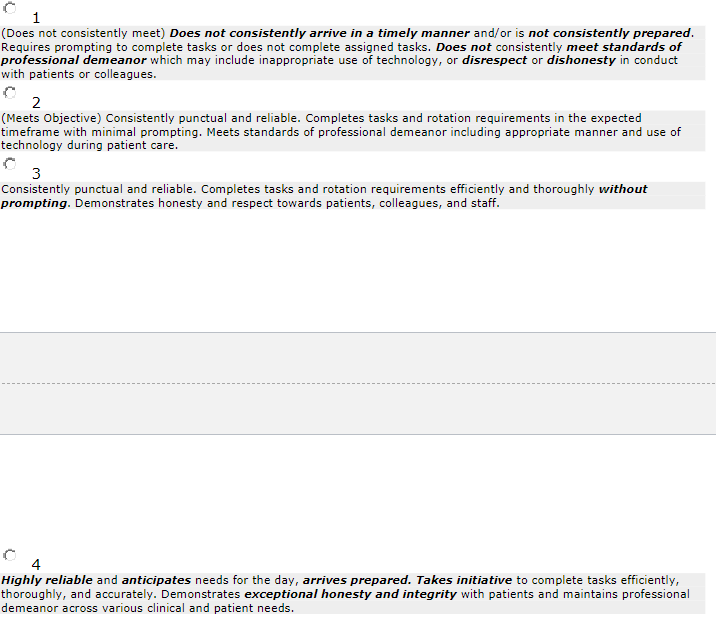 1
(Does not consistently meet) Does not consistently arrive in a timely manner and/or is not consistently prepared.
Requires prompting to complete tasks or does not complete assigned tasks. Does not consistently meet standards of
professional demeanor which may include inappropriate use of technology, or disrespect or dishonesty in conduct
with patients or colleagues.
2
(Meets Objective) Consistently punctual and reliable. Completes tasks and rotation requirements in the expected
timeframe with minimal prompting. Meets standards of professional demeanor including appropriate manner and use of
technology during patient care.
3
Consistently punctual and reliable. Completes tasks and rotation requirements efficiently and thoroughly without
prompting. Demonstrates honesty and respect towards patients, colleagues, and staff.
4
Highly reliable and anticipates needs for the day, arrives prepared. Takes initiative to complete tasks efficiently,
thoroughly, and accurately. Demonstrates exceptional honesty and integrity with patients and maintains professional
demeanor across various clinical and patient needs.